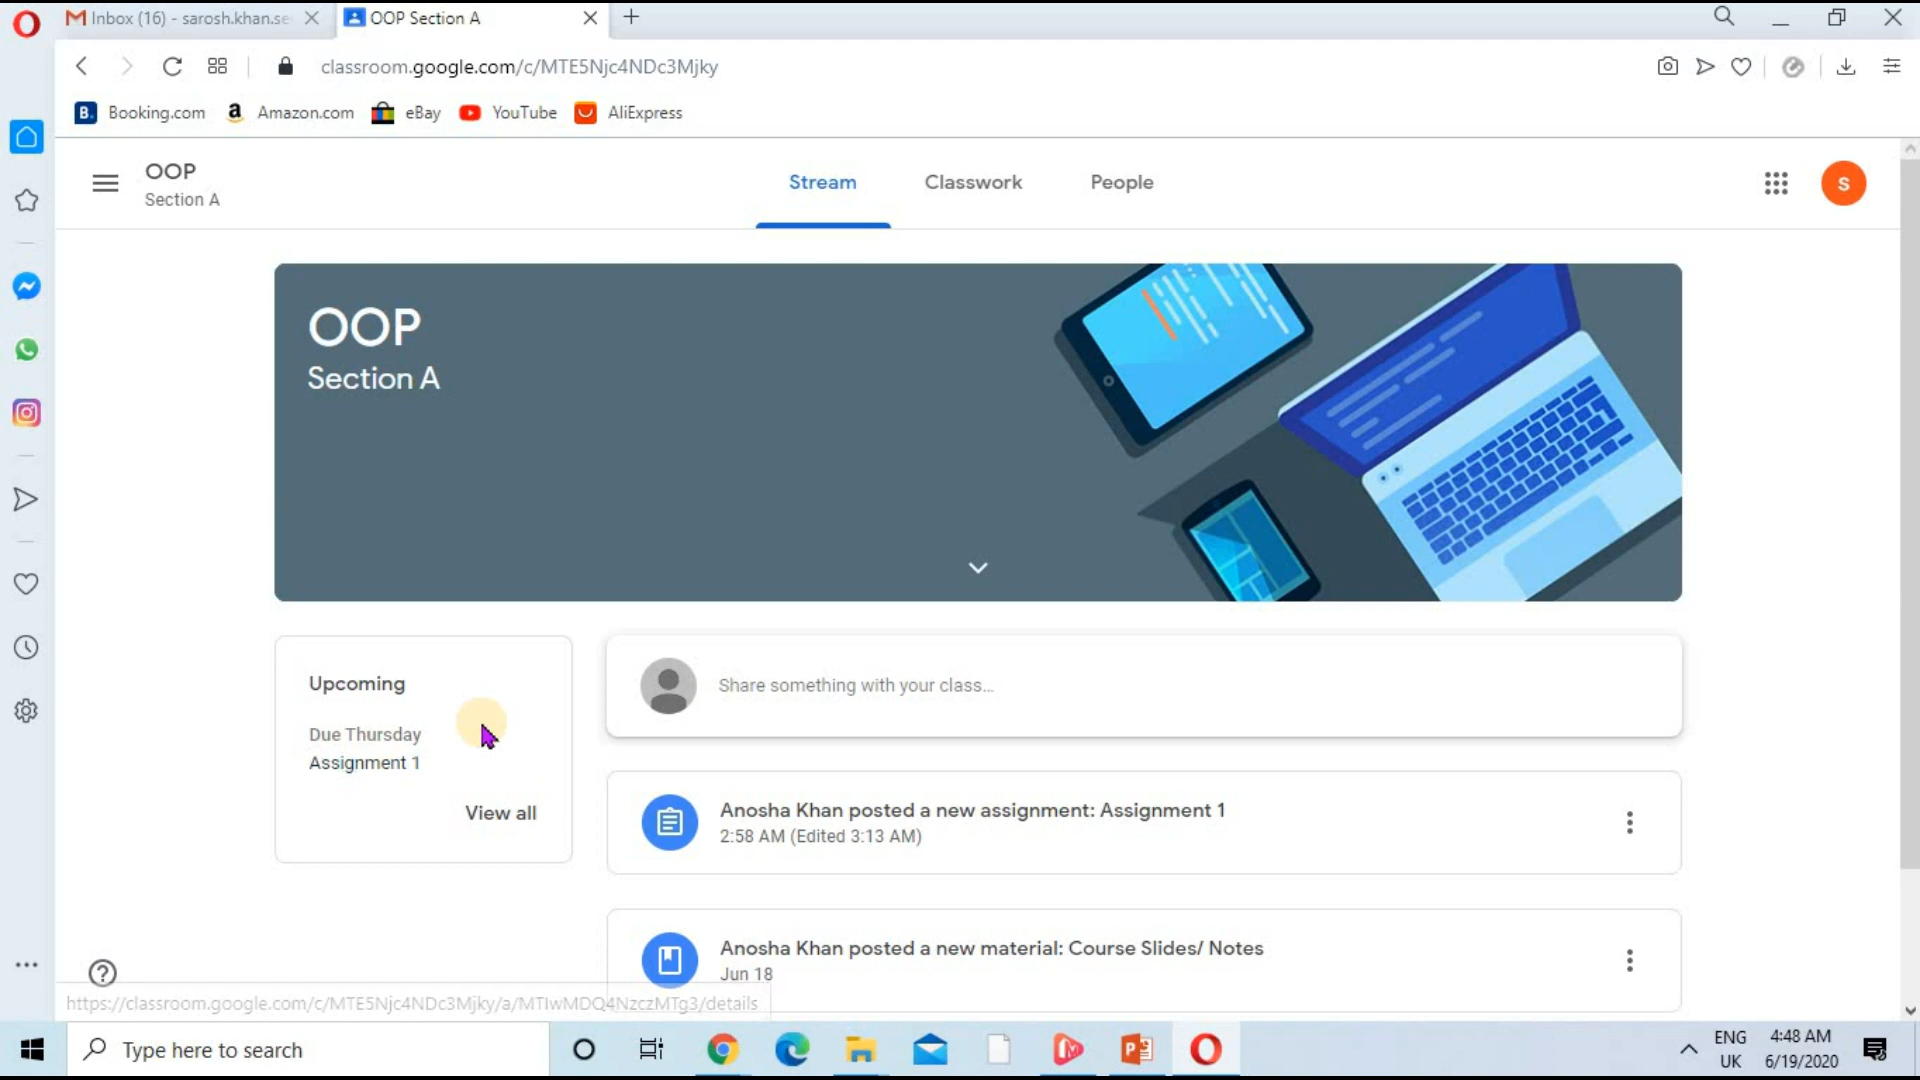 Inbox (16) - sarosh.khan.se
OOP Section A
classroom.google.com/c/MTE5Njc4NDc3Mjky
B. Booking.com
a Amazon.com
eBay
YouTube
AliExpress
OOP
Section A
Stream
Classwork
People
S
OOP
Section A
Upcoming
Due Thursday
Assignment 1
View all
Share something with your class...
Anosha Khan posted a new assignment: Assignment 1
2:58 AM (Edited 3:13 AM)
Anosha Khan posted a new material: Course Slides/ Notes
Jun 18
https://classroom.google.com/c/MTE5Njc4NDc3Mjky/a/MTIwMDQ4NzczMTg3/details
Type here to search
ENG
UK
4:48 AM
6/19/2020